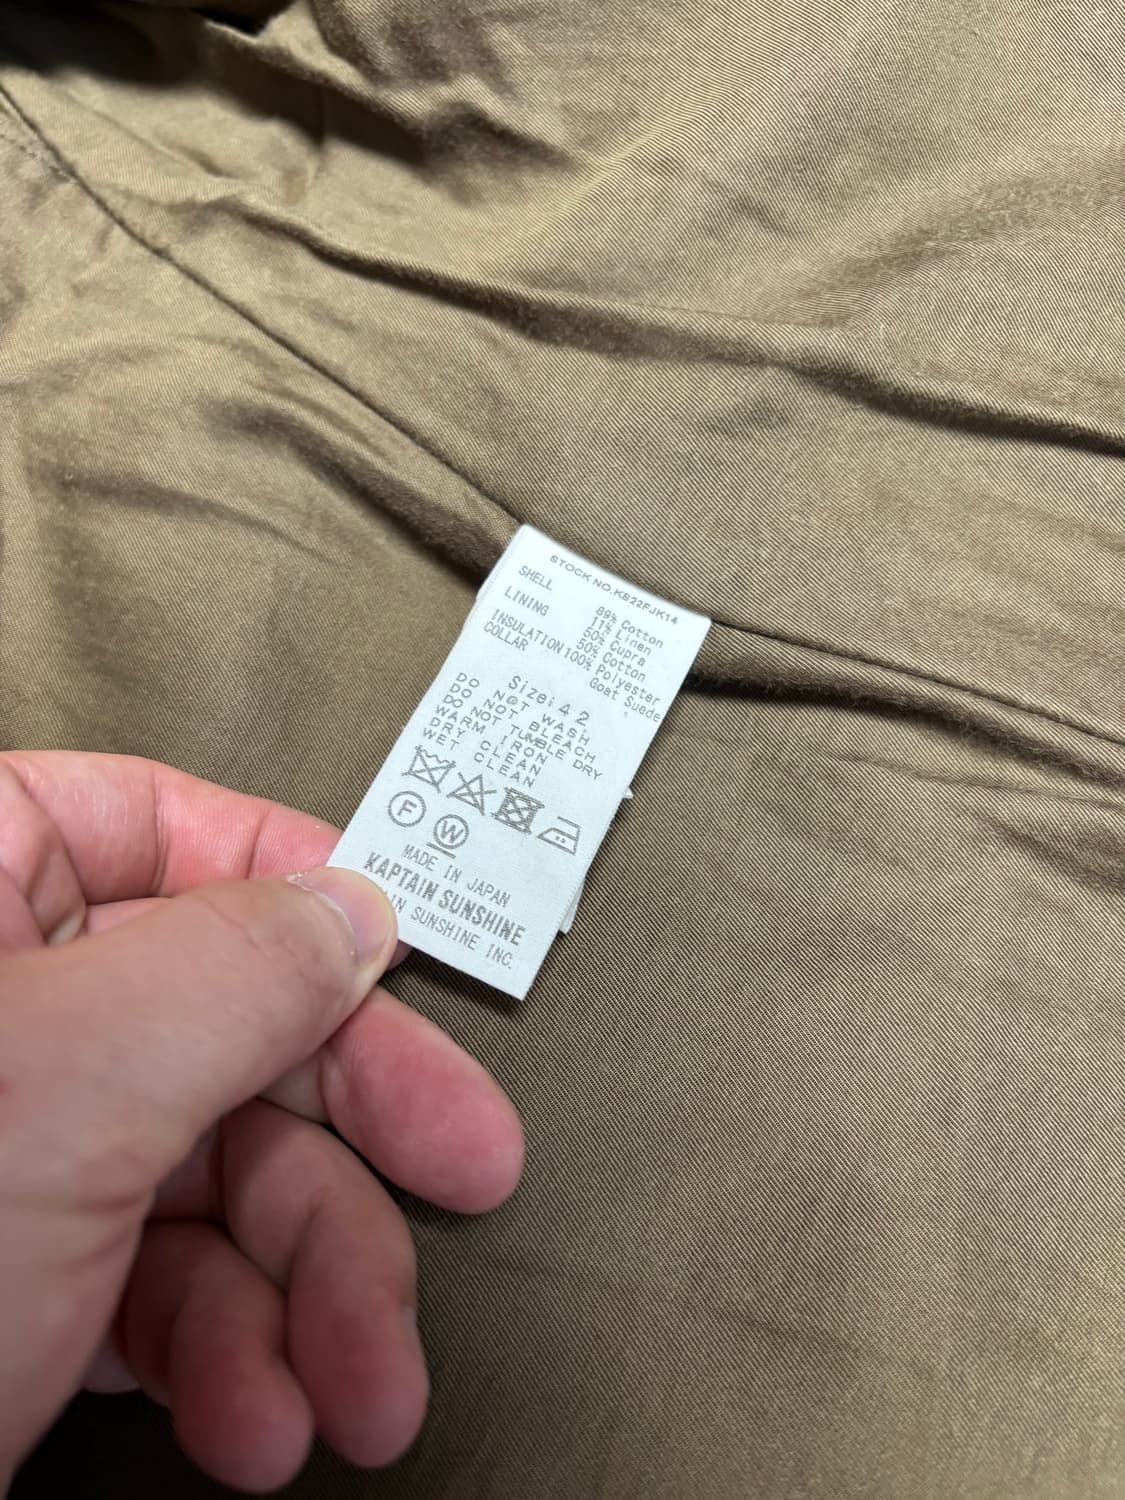 STOCK NO.KS22FJK14
SHELL 89% Cotton
11% Linen
LINING 50% Cupra
50% Cotton
INSULATION 100% Polyester
COLLAR Goat Suede
Size: 42
DO NOT WASH
DO NOT BLEACH
DO NOT TUMBLE DRY
WARM IRON
DRY CLEAN
WET CLEAN
F
W
MADE IN JAPAN
KAPTAIN SUNSHINE
SUNSHINE INC.